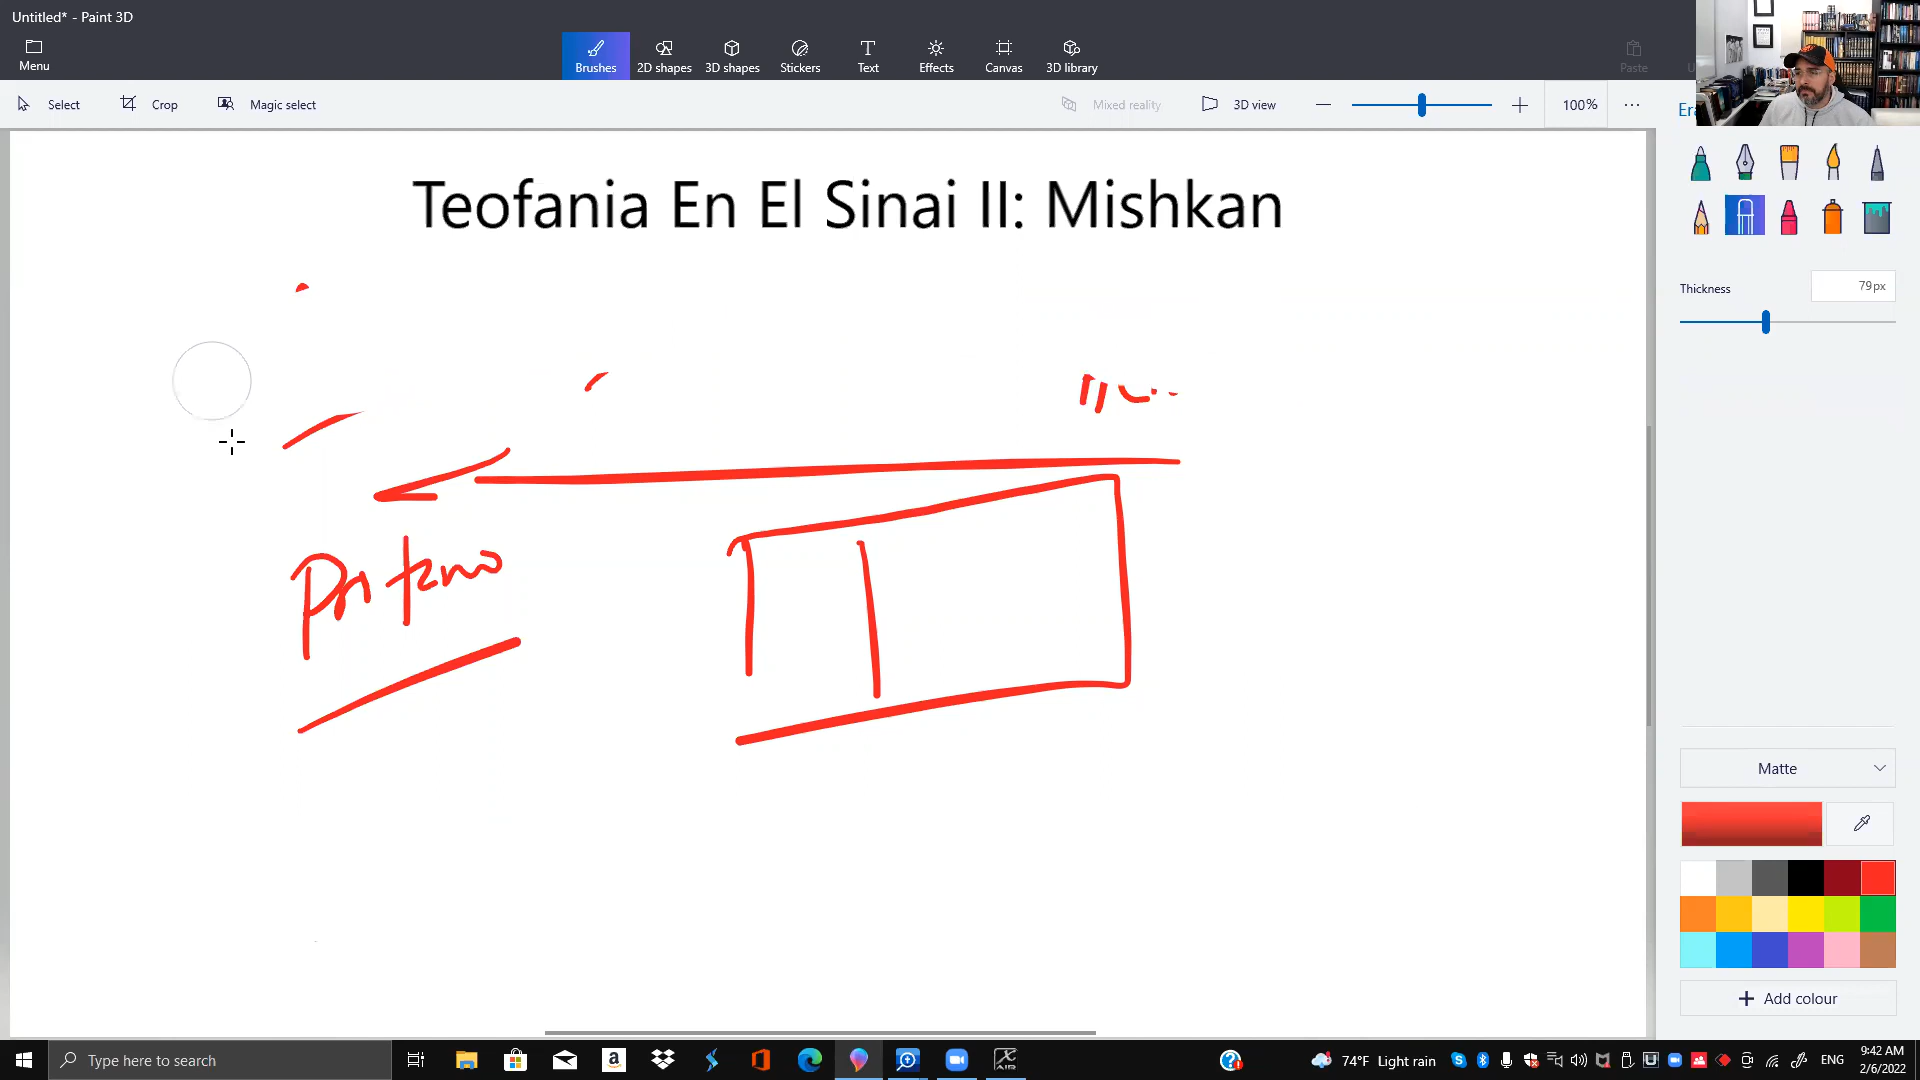 Untitled* - Paint 3D
Menu
Brushes
2D shapes
3D shapes
Stickers
Text
Effects
Canvas
3D library
Paste
Select
Crop
Magic select
Mixed reality
3D view
100%
Teofania En El Sinai II: Mishkan
Thickness
79px
Matte
Add colour
Type here to search
74°F Light rain
ENG
9:42 AM
2/6/2022